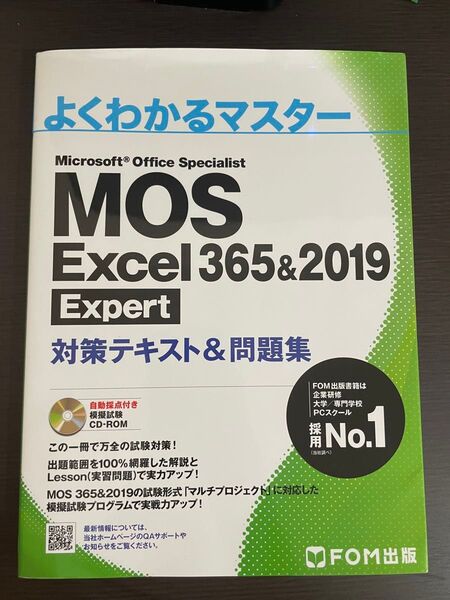 よくわかるマスター
Microsoft® Office Specialist
MOS
Excel 365&2019
Expert
対策テキスト&問題集
自動採点付き
模擬試験
CD-ROM
FOM出版書籍は
企業研修
大学/専門学校
PCスクール
採用 No.1
(当社調べ)
この一冊で万全の試験対策!
出題範囲を100%網羅した解説と
Lesson(実習問題)で実力アップ!
MOS 365&2019の試験形式「マルチプロジェクト」に対応した
模擬試験プログラムで実戦力アップ!
最新情報については、
当社ホームページのQAサポートや
お知らせをご覧ください。
FOM出版